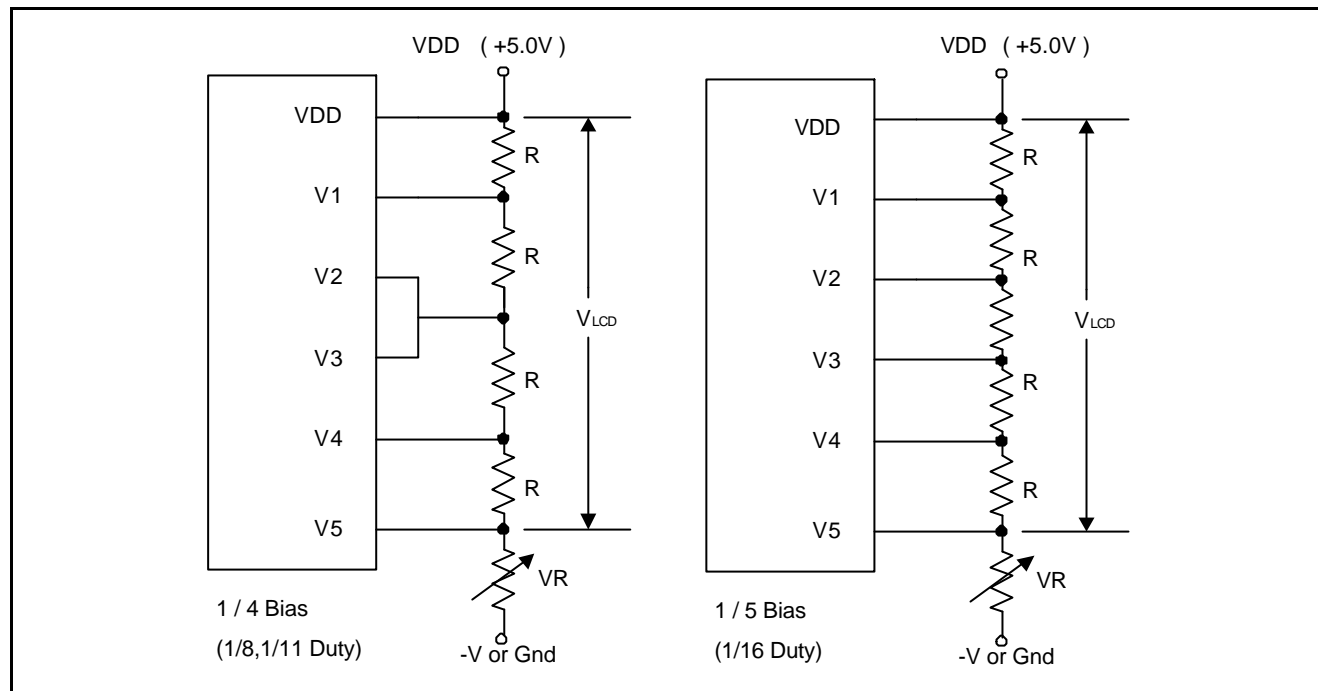 VDD ( +5.0V )
VDD
R
V1
R
V2
VLCD
V3
R
V4
R
V5
VR
1 / 4 Bias
(1/8,1/11 Duty)
-V or Gnd
VDD (+5.0V )
VDD
R
V1
R
V2
VLCD
V3
R
V4
R
V5
VR
1 / 5 Bias
(1/16 Duty)
-V or Gnd